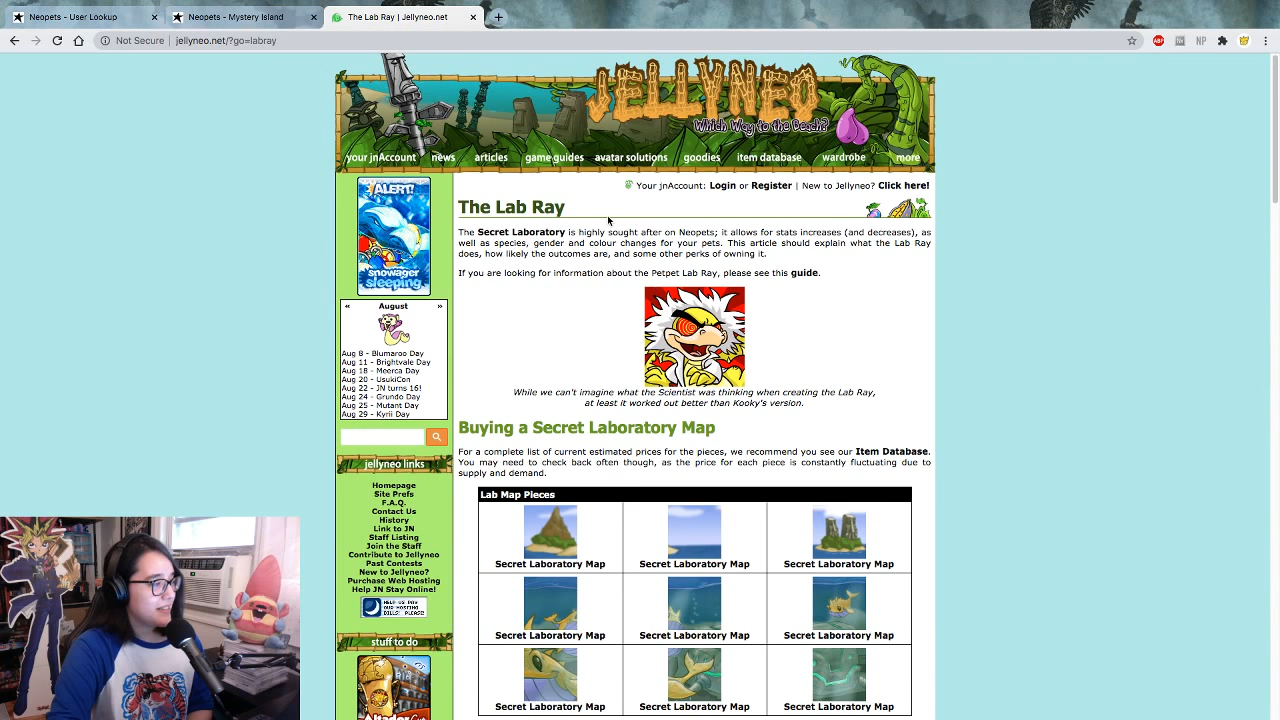 Neopets - User Lookup
Neopets - Mystery Island
The Lab Ray | Jellyneo.net
Not Secure | jellyneo.net/?go=labray
ABP
NP
JELLYNEO
Which Way to the Beach?
your jnAccount news articles game guides avatar solutions goodies item database wardrobe more
ALERT!
snowager
sleeping
« August »
Aug 8 - Blumaroo Day
Aug 11 - Brightvale Day
Aug 18 - Meerca Day
Aug 20 - UsukiCon
Aug 22 - JN turns 16!
Aug 24 - Grundo Day
Aug 25 - Mutant Day
Aug 29 - Kyrii Day
jellyneo links
Homepage
Site Prefs
F.A.Q.
Contact Us
History
Link to JN
Staff Listing
Join the Staff
Contribute to Jellyneo
Past Contests
New to Jellyneo?
Purchase Web Hosting
Help JN Stay Online!
HELP US PAY
OUR HOSTING
BILLS! PLEASE!
stuff to do
Altador Cup
Your jnAccount: Login or Register | New to Jellyneo? Click here!
The Lab Ray
The Secret Laboratory is highly sought after on Neopets; it allows for stats increases (and decreases), as
well as species, gender and colour changes for your pets. This article should explain what the Lab Ray
does, how likely the outcomes are, and some other perks of owning it.
If you are looking for information about the Petpet Lab Ray, please see this guide.
While we can't imagine what the Scientist was thinking when creating the Lab Ray,
at least it worked out better than Kooky's version.
Buying a Secret Laboratory Map
For a complete list of current estimated prices for the pieces, we recommend you see our Item Database.
You may need to check back often though, as the price for each piece is constantly fluctuating due to
supply and demand.
Lab Map Pieces
Secret Laboratory Map Secret Laboratory Map Secret Laboratory Map
Secret Laboratory Map Secret Laboratory Map Secret Laboratory Map
Secret Laboratory Map Secret Laboratory Map Secret Laboratory Map